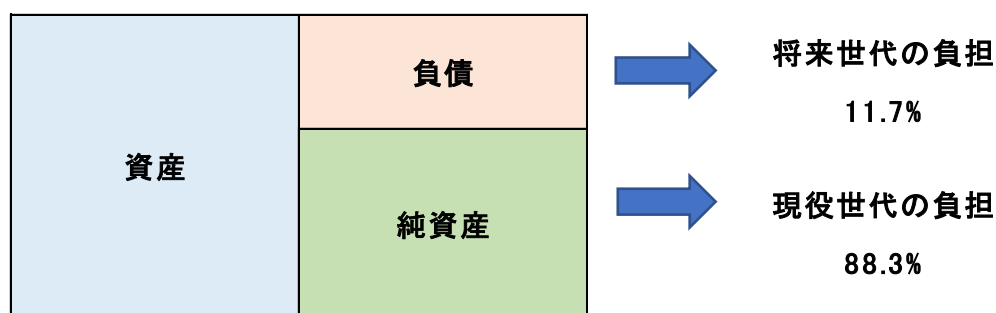 負債
将来世代の負担
11.7%
資産
純資産
現役世代の負担
88.3%